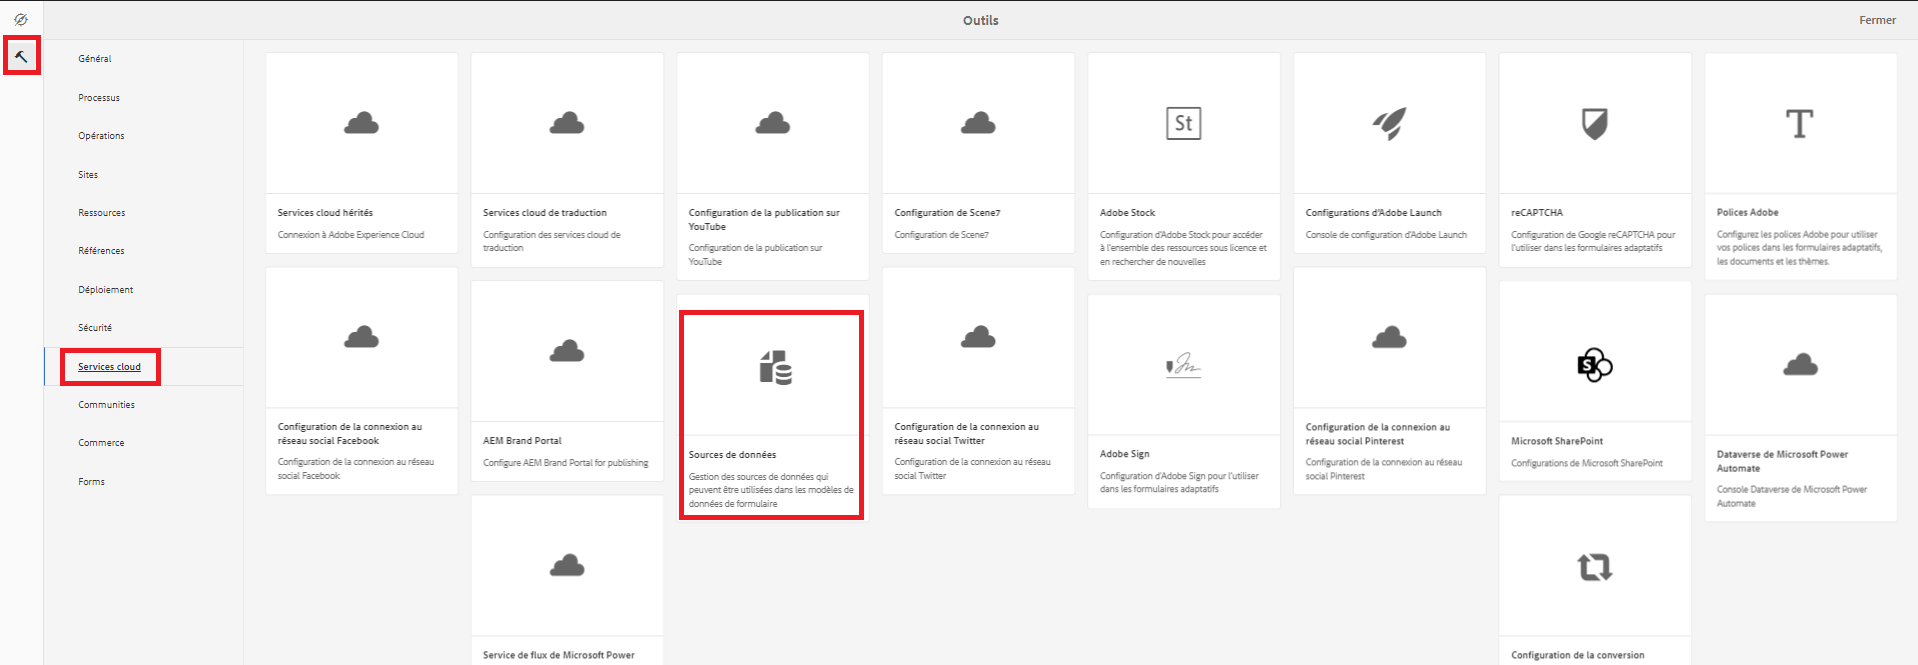 Outils
Fermer
Général
Processus
Opérations
Sites
Ressources
Références
Déploiement
Sécurité
Services cloud
Communities
Commerce
Forms
Services cloud hérités
Connexion à Adobe Experience Cloud
Services cloud de traduction
Configuration des services cloud de
traduction
Configuration de la publication sur
YouTube
Configuration de la publication sur
YouTube
Configuration de Scene7
Configuration de Scene7
St
Adobe Stock
Configuration d'Adobe Stock pour accéder
à l'ensemble des ressources sous licence et
en rechercher de nouvelles
Configurations d'Adobe Launch
Console de configuration d'Adobe Launch
reCAPTCHA
Configuration de Google reCAPTCHA pour
l'utiliser dans les formulaires adaptatifs
T
Polices Adobe
Configurez les polices Adobe pour utiliser
vos polices dans les formulaires adaptatifs,
les documents et les thèmes.
Configuration de la connexion au
réseau social Facebook
Configuration de la connexion au réseau
social Facebook
AEM Brand Portal
Configure AEM Brand Portal for publishing
Sources de données
Gestion des sources de données qui
peuvent être utilisées dans les modèles de
données de formulaire
Configuration de la connexion au
réseau social Twitter
Configuration de la connexion au réseau
social Twitter
Adobe Sign
Configuration d'Adobe Sign pour l'utiliser
dans les formulaires adaptatifs
Configuration de la connexion au
réseau social Pinterest
Configuration de la connexion au réseau
social Pinterest
S
Microsoft SharePoint
Configurations de Microsoft SharePoint
Dataverse de Microsoft Power
Automate
Console Dataverse de Microsoft Power
Automate
Service de flux de Microsoft Power
Configuration de la conversion